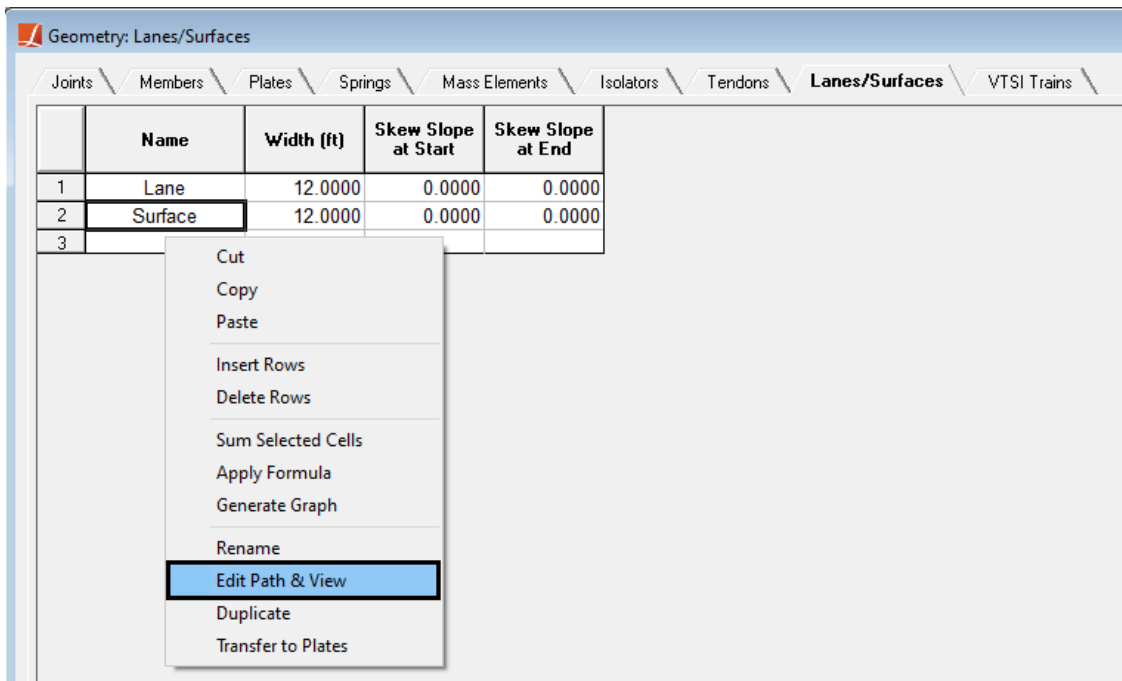 Geometry: Lanes/Surfaces
Joints Members Plates Springs Mass Elements Isolators Tendons Lanes/Surfaces VTSI Trains
Name Width (ft) Skew Slope at Start Skew Slope at End
1 Lane 12.0000 0.0000 0.0000
2 Surface 12.0000 0.0000 0.0000
3
Cut
Copy
Paste
Insert Rows
Delete Rows
Sum Selected Cells
Apply Formula
Generate Graph
Rename
Edit Path & View
Duplicate
Transfer to Plates